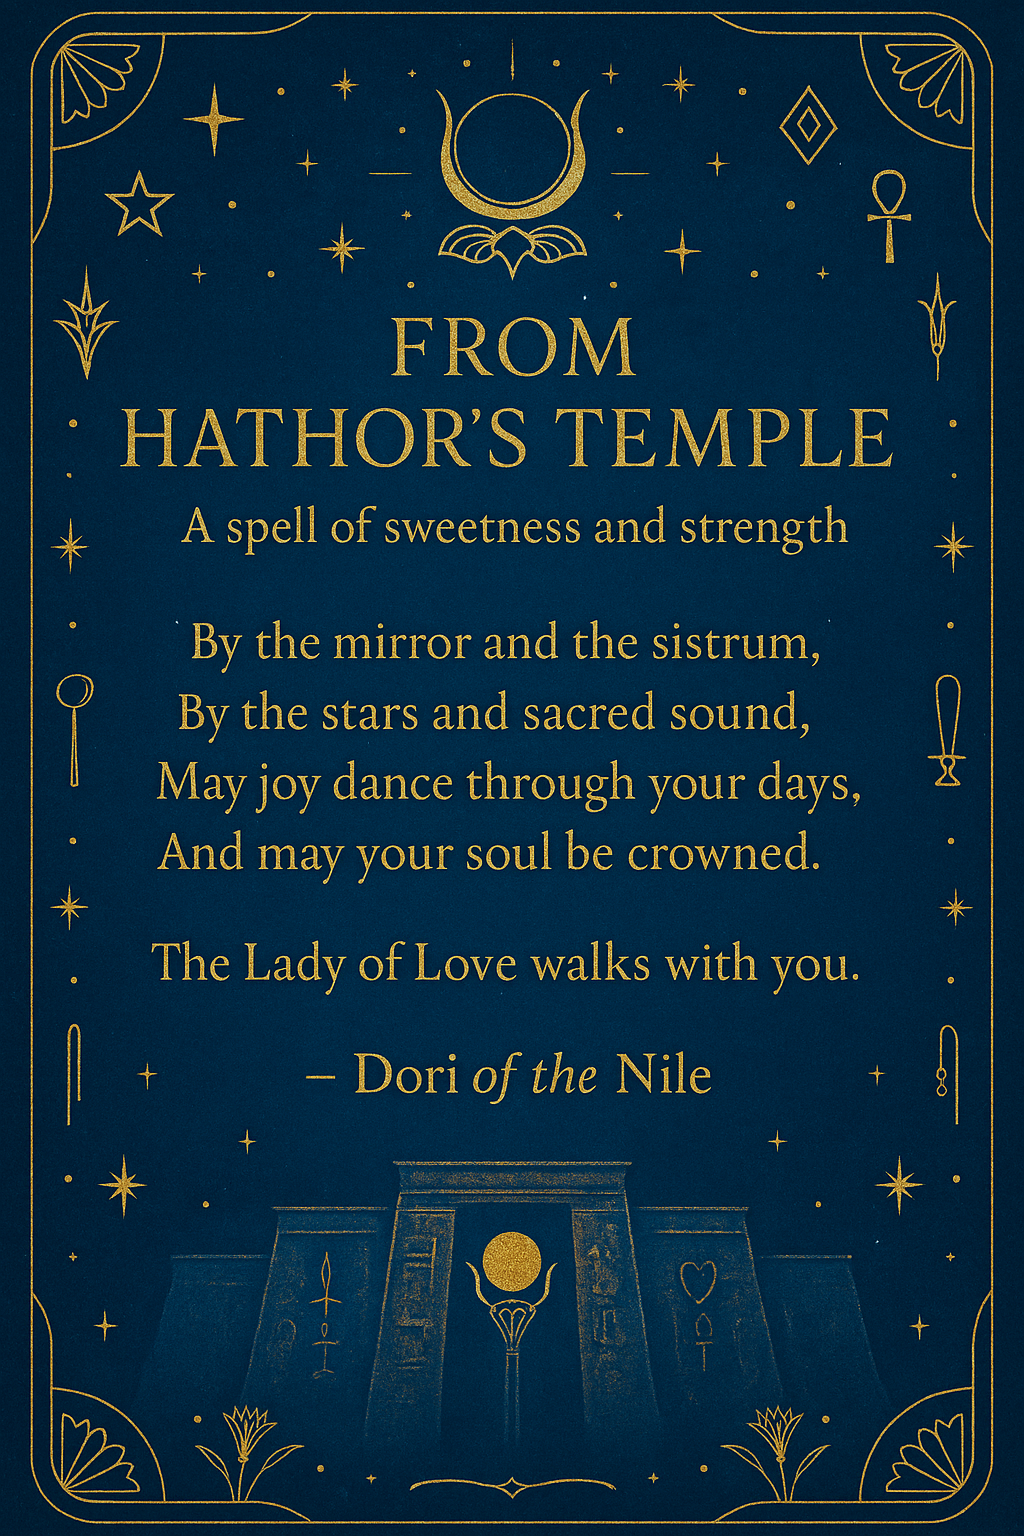 FROM
HATHOR’S TEMPLE
A spell of sweetness and strength
By the mirror and the sistrum,
By the stars and sacred sound,
May joy dance through your days,
And may your soul be crowned.
The Lady of Love walks with you.
– Dori of the Nile